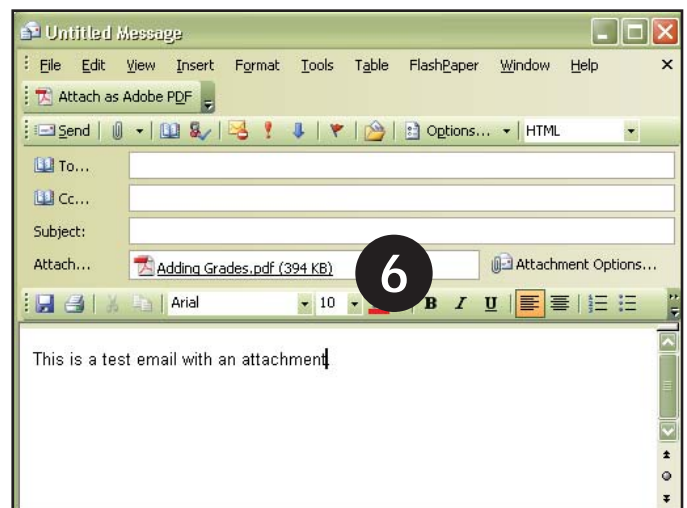 Untitled Message
File Edit View Insert Format Tools Table FlashPaper Window Help
Attach as Adobe PDF
Send Options... HTML
To...
Cc...
Subject:
Attach... Adding Grades.pdf (394 KB) 6 Attachment Options...
Arial 10 B I U
This is a test email with an attachment.